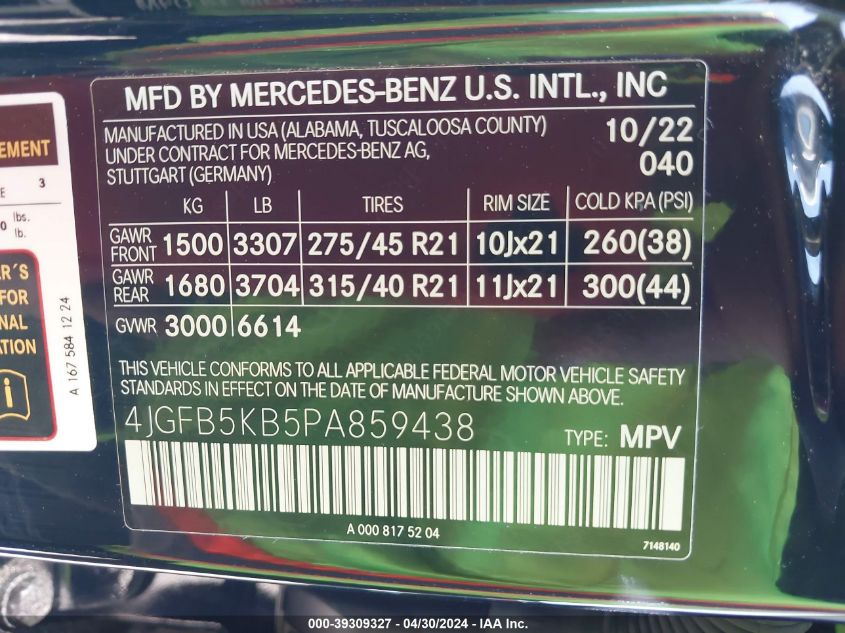 MFD BY MERCEDES-BENZ U.S. INTL., INC
MANUFACTURED IN USA (ALABAMA, TUSCALOOSA COUNTY) 10/22
UNDER CONTRACT FOR MERCEDES-BENZ AG, 040
STUTTGART (GERMANY)
KG LB TIRES RIM SIZE COLD KPA (PSI)
GAWR FRONT 1500 3307 275/45 R21 10Jx21 260(38)
GAWR REAR 1680 3704 315/40 R21 11Jx21 300(44)
GVWR 3000 6614
THIS VEHICLE CONFORMS TO ALL APPLICABLE FEDERAL MOTOR VEHICLE SAFETY
STANDARDS IN EFFECT ON THE DATE OF MANUFACTURE SHOWN ABOVE.
4JGFB5KB5PA859438 TYPE: MPV
A 000 817 52 04
7148140
EMENT
E 3
0 lbs.
lb.
R´S
FOR
NAL
ATION
i
A 167 584 12 24
000-39309327 - 04/30/2024 - IAA Inc.